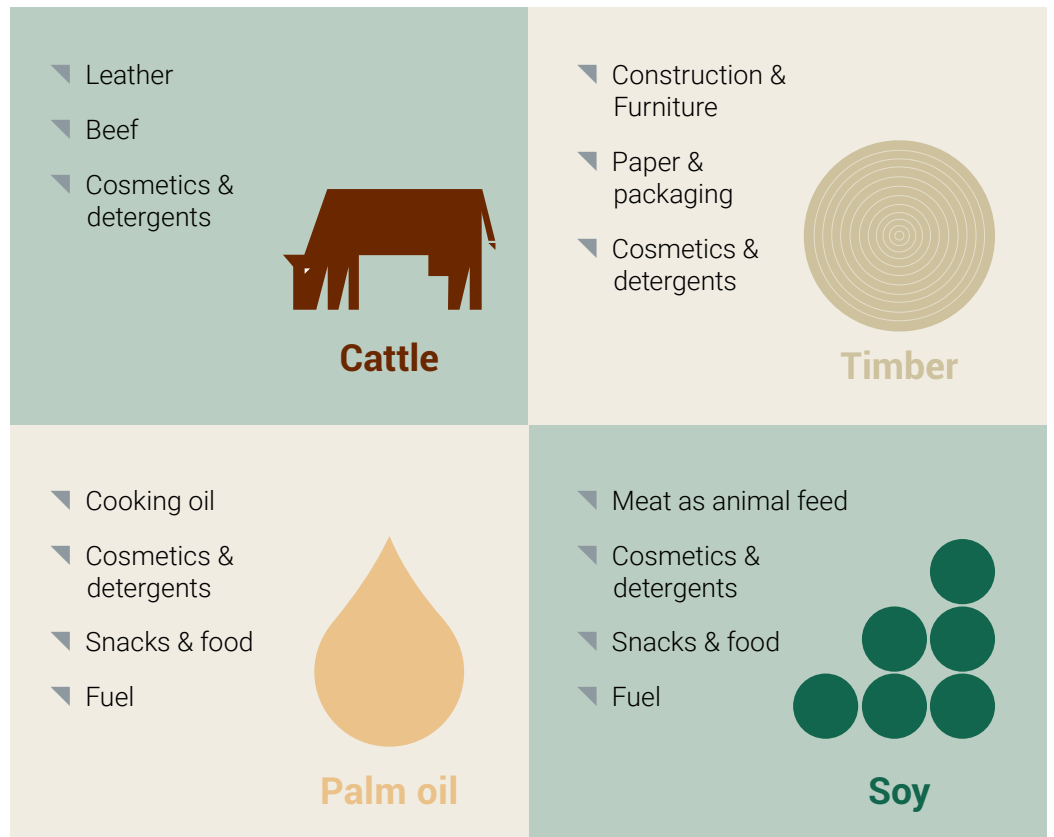 Leather
Beef
Cosmetics &
detergents
Cattle
Construction &
Furniture
Paper &
packaging
Cosmetics &
detergents
Timber
Cooking oil
Cosmetics &
detergents
Snacks & food
Fuel
Palm oil
Meat as animal feed
Cosmetics &
detergents
Snacks & food
Fuel
Soy